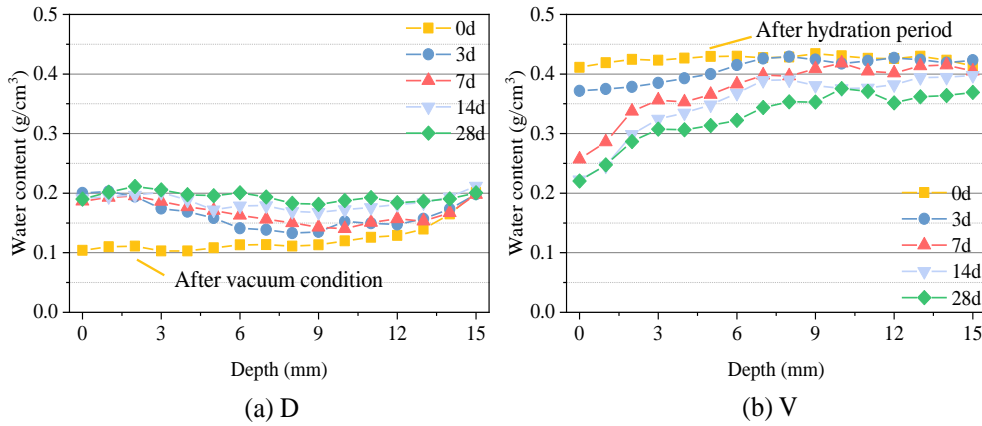 0.5
0.4
0.3
0.2
0.1
0.0
Water content (g/cm³)
0d
3d
7d
14d
28d
After vacuum condition
0 3 6 9 12 15
Depth (mm)
(a) D
0.5
0.4
0.3
0.2
0.1
0.0
Water content (g/cm³)
After hydration period
0d
3d
7d
14d
28d
0 3 6 9 12 15
Depth (mm)
(b) V